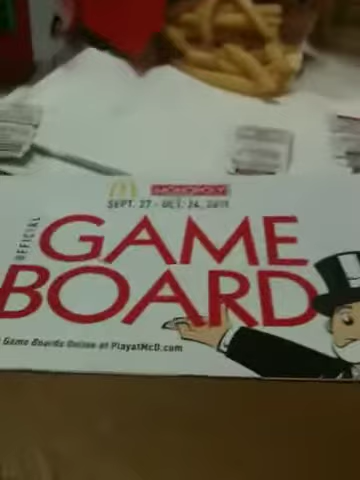 MONOPOLY
SEPT. 27 - OCT. 24, 2011
OFFICIAL
GAME
BOARD
Game Boards Online at PlayatMcD.com